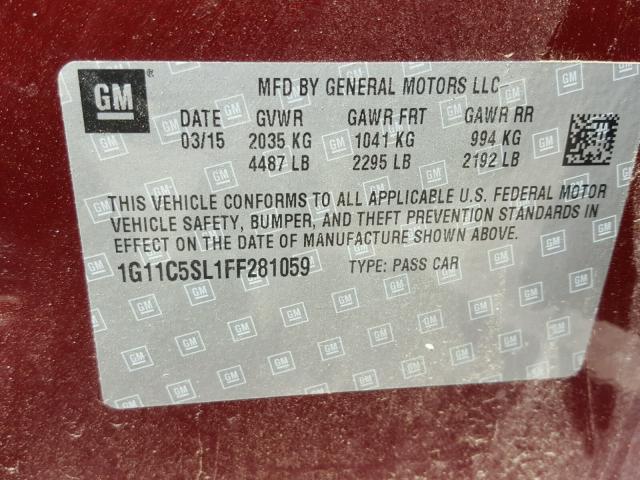 GM ® MFD BY GENERAL MOTORS LLC
DATE GVWR GAWR FRT GAWR RR
03/15 2035 KG 1041 KG 994 KG
4487 LB 2295 LB 2192 LB
THIS VEHICLE CONFORMS TO ALL APPLICABLE U.S. FEDERAL MOTOR
VEHICLE SAFETY, BUMPER, AND THEFT PREVENTION STANDARDS IN
EFFECT ON THE DATE OF MANUFACTURE SHOWN ABOVE.
1G11C5SL1FF281059 TYPE: PASS CAR